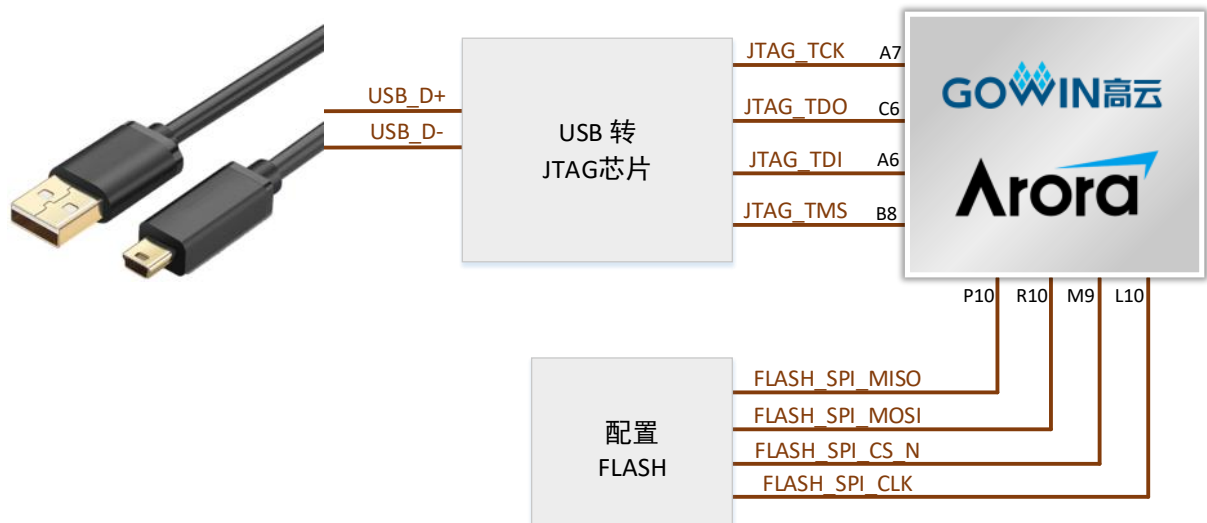 USB_D+
USB_D-
USB 转
JTAG芯片
JTAG_TCK A7
JTAG_TDO C6
JTAG_TDI A6
JTAG_TMS B8
GOWIN高云
Arora
P10 R10 M9 L10
配置
FLASH
FLASH_SPI_MISO
FLASH_SPI_MOSI
FLASH_SPI_CS_N
FLASH_SPI_CLK